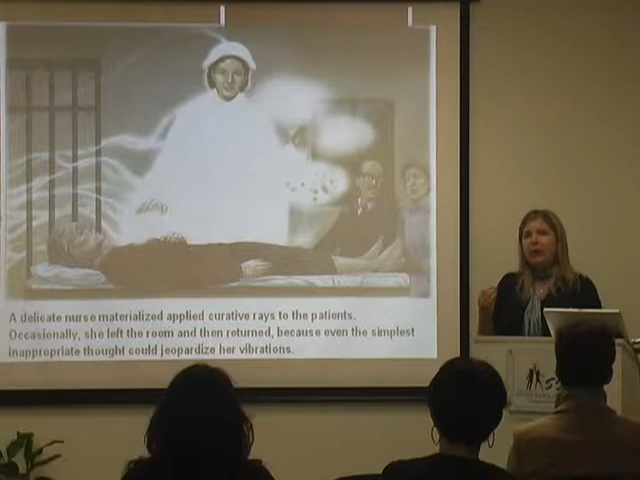 A delicate nurse materialized applied curative rays to the patients.
Occasionally, she left the room and then returned, because even the simplest
inappropriate thought could jeopardize her vibrations.